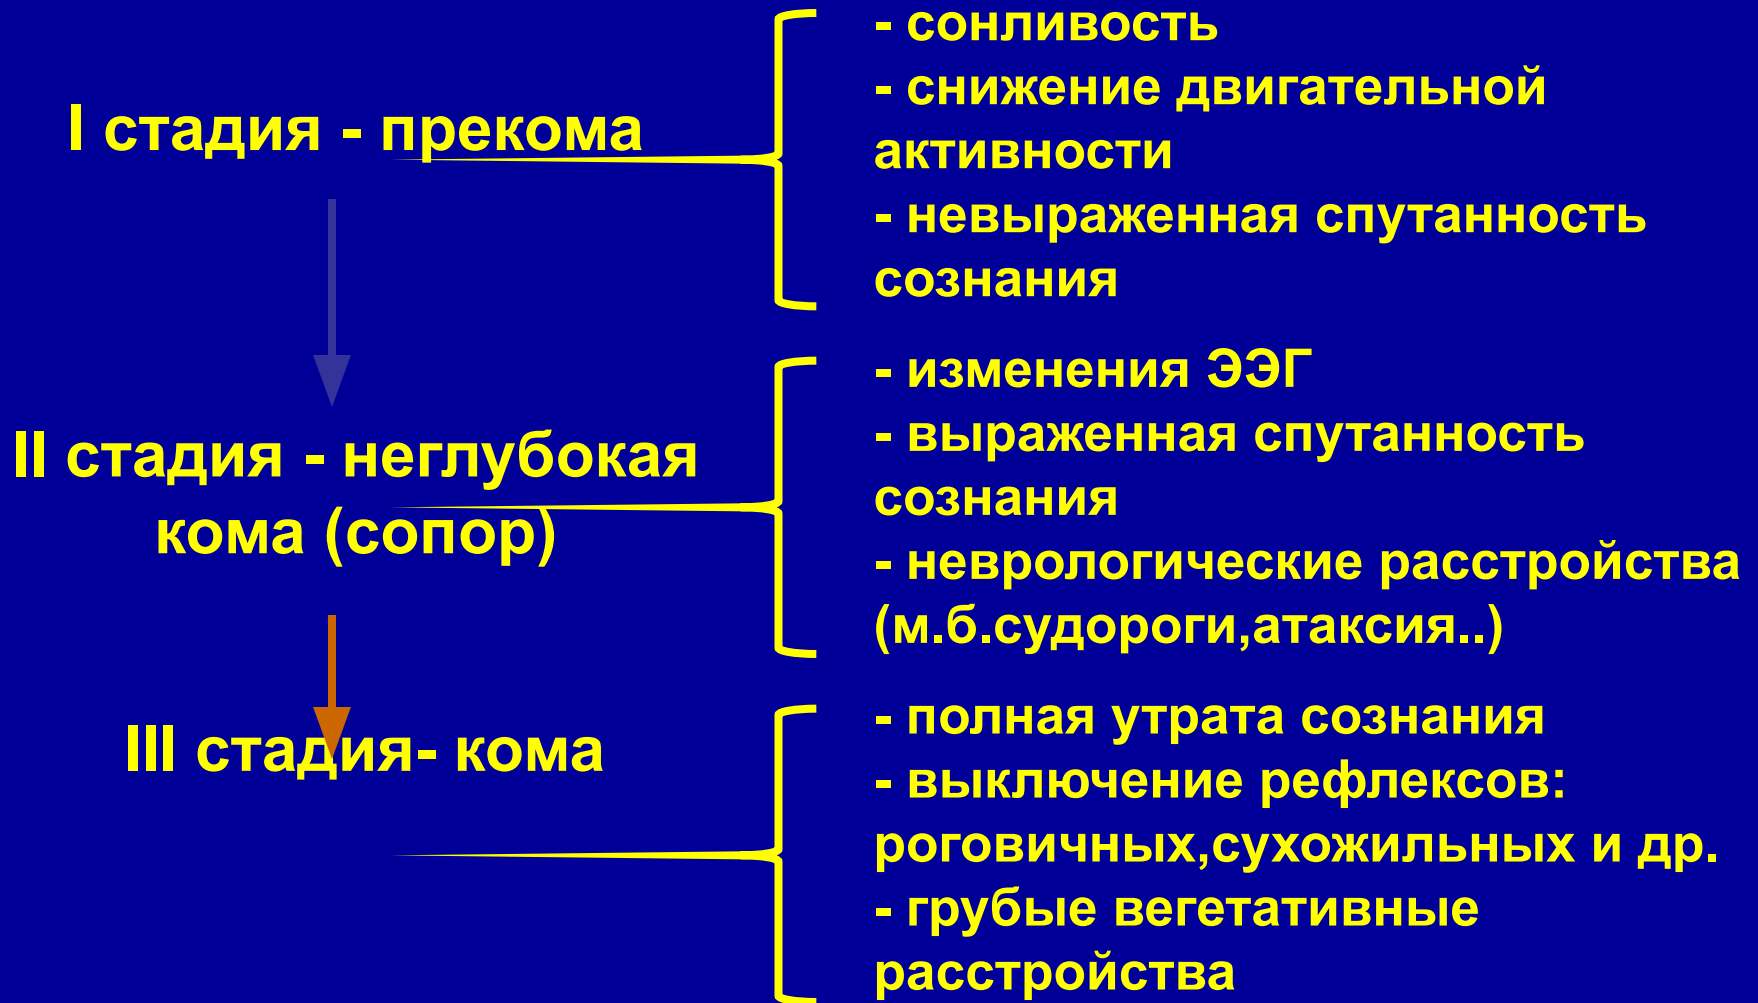 I стадия - прекома
- сонливость
- снижение двигательной
активности
- невыраженная спутанность
сознания
II стадия - неглубокая
кома (сопор)
- изменения ЭЭГ
- выраженная спутанность
сознания
- неврологические расстройства
(м.б.судороги,атаксия..)
III стадия- кома
- полная утрата сознания
- выключение рефлексов:
роговичных,сухожильных и др.
- грубые вегетативные
расстройства